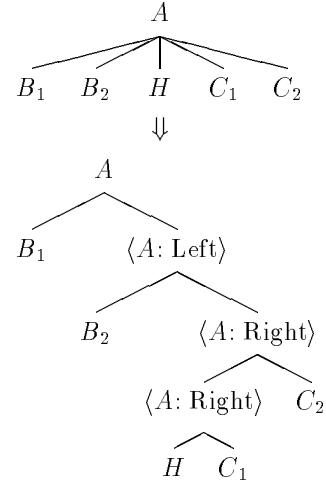 A
B₁ B₂ H C₁ C₂
⇓
A
B₁ ⟨A: Left⟩
B₂ ⟨A: Right⟩
⟨A: Right⟩ C₂
H C₁